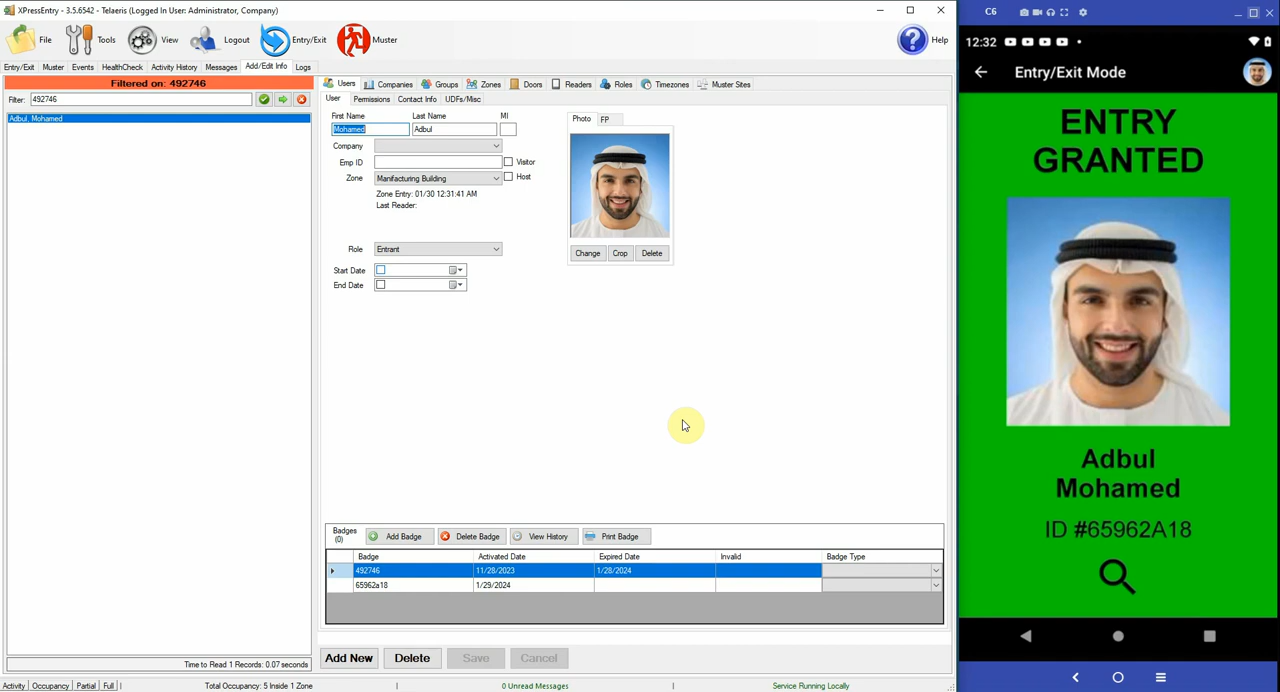 XPressEntry - 3.5.6542 - Telaeris (Logged In User: Administrator, Company)
File Tools View Logout Entry/Exit Muster Help
Entry/Exit Muster Events HealthCheck Activity History Messages Add/Edit Info Logs
Filtered on: 492746
Filter: 492746
Adbul, Mohamed
Time to Read 1 Records: 0.07 seconds
Users Companies Groups Zones Doors Readers Roles Timezones Muster Sites
User Permissions Contact Info UDFs/Misc
First Name Last Name MI
Mohamed Adbul
Company
Emp ID Visitor
Zone Manifacturing Building Host
Zone Entry: 01/30 12:31:41 AM
Last Reader:
Role Entrant
Start Date
End Date
Photo FP
Change Crop Delete
Badges
(0)
Add Badge Delete Badge View History Print Badge
Badge Activated Date Expired Date Invalid Badge Type
492746 11/28/2023 1/28/2024
65962a18 1/29/2024
Add New Delete Save Cancel
Activity Occupancy Partial Full Total Occupancy: 5 Inside 1 Zone 0 Unread Messages Service Running Locally
C6
12:32
Entry/Exit Mode
ENTRY
GRANTED
Adbul
Mohamed
ID #65962A18